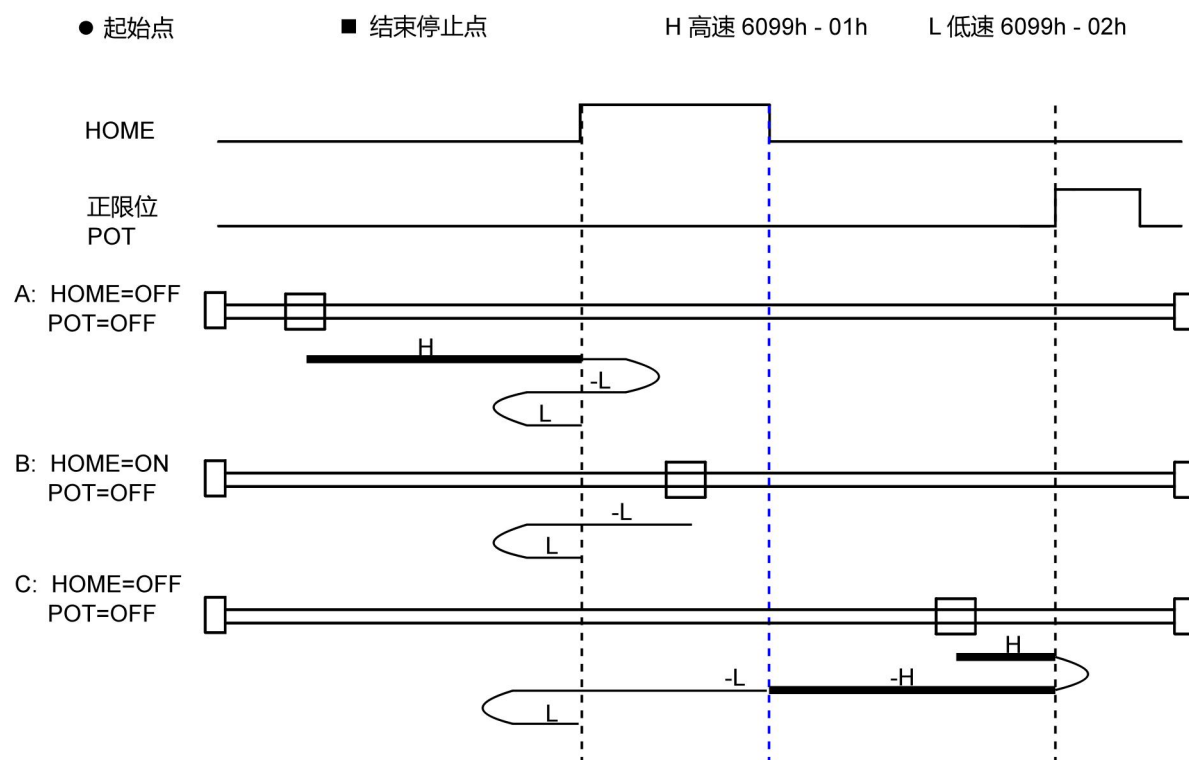 ● 起始点 ■ 结束停止点 H 高速 6099h - 01h L 低速 6099h - 02h
HOME
正限位
POT
A: HOME=OFF
POT=OFF
H
-L
L
B: HOME=ON
POT=OFF
-L
L
C: HOME=OFF
POT=OFF
H
-L -H
L